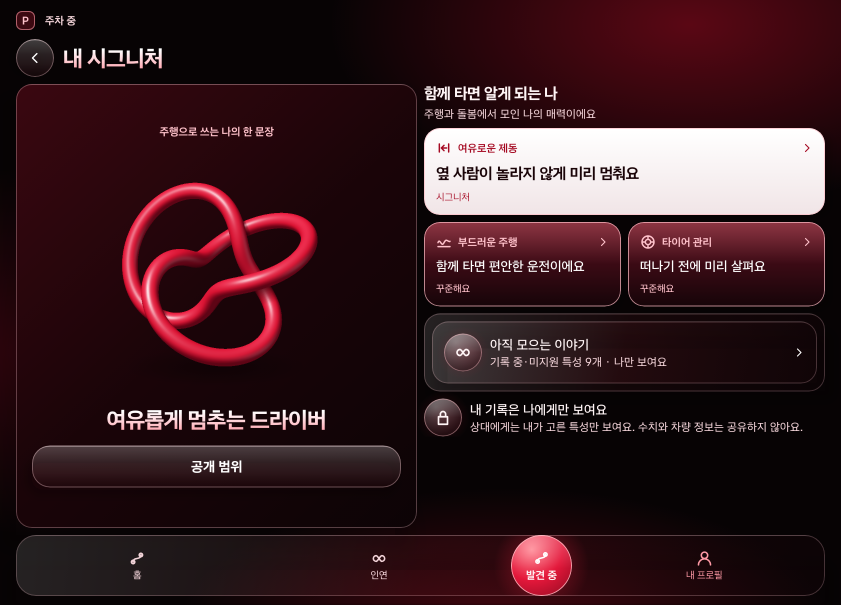 P 주차 중
내 시그니처
주행으로 쓰는 나의 한 문장
여유롭게 멈추는 드라이버
공개 범위
함께 타면 알게 되는 나
주행과 돌봄에서 모인 나의 매력이에요
여유로운 제동
옆 사람이 놀라지 않게 미리 멈춰요
시그니처
부드러운 주행
함께 타면 편안한 운전이에요
꾸준해요
타이어 관리
떠나기 전에 미리 살펴요
꾸준해요
아직 모으는 이야기
기록 중·미지원 특성 9개 · 나만 보여요
내 기록은 나에게만 보여요
상대에게는 내가 고른 특성만 보여요. 수치와 차량 정보는 공유하지 않아요.
홈
인연
발견 중
내 프로필